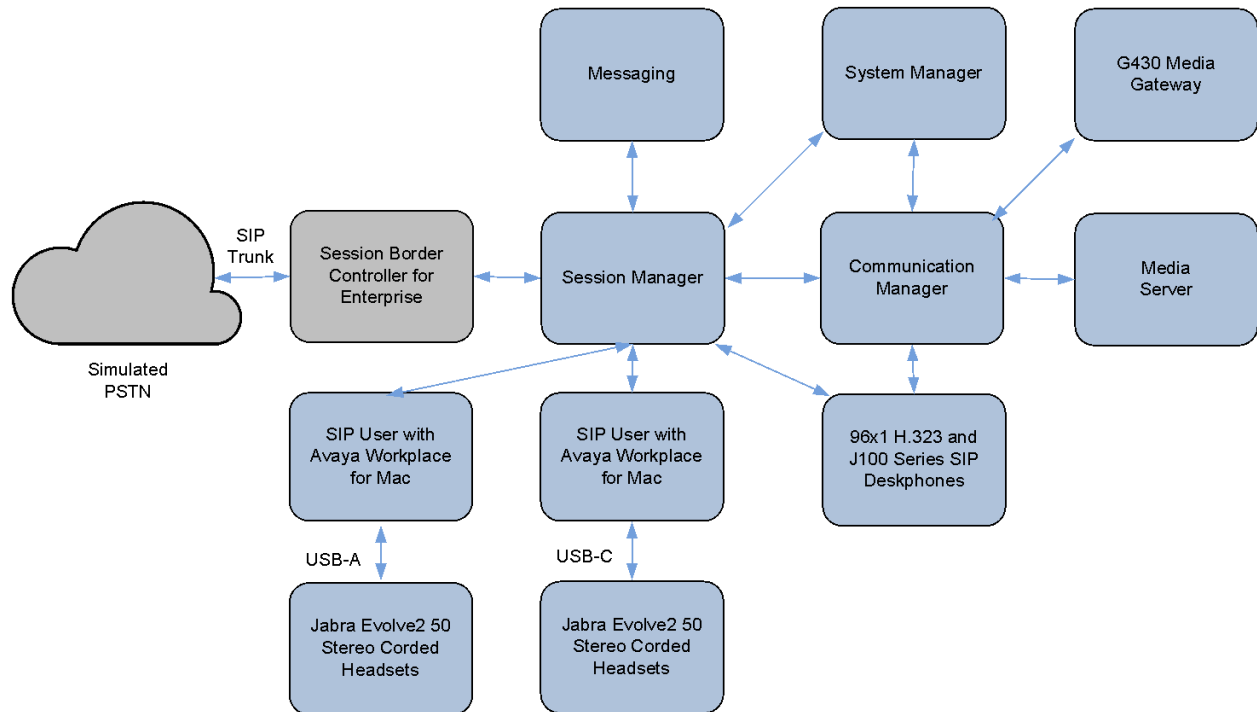 Messaging
System Manager
G430 Media
Gateway
SIP
Trunk
Session Border
Controller for
Enterprise
Session Manager
Communication
Manager
Media
Server
Simulated
PSTN
SIP User with
Avaya Workplace
for Mac
SIP User with
Avaya Workplace
for Mac
96x1 H.323 and
J100 Series SIP
Deskphones
USB-A
USB-C
Jabra Evolve2 50
Stereo Corded
Headsets
Jabra Evolve2 50
Stereo Corded
Headsets